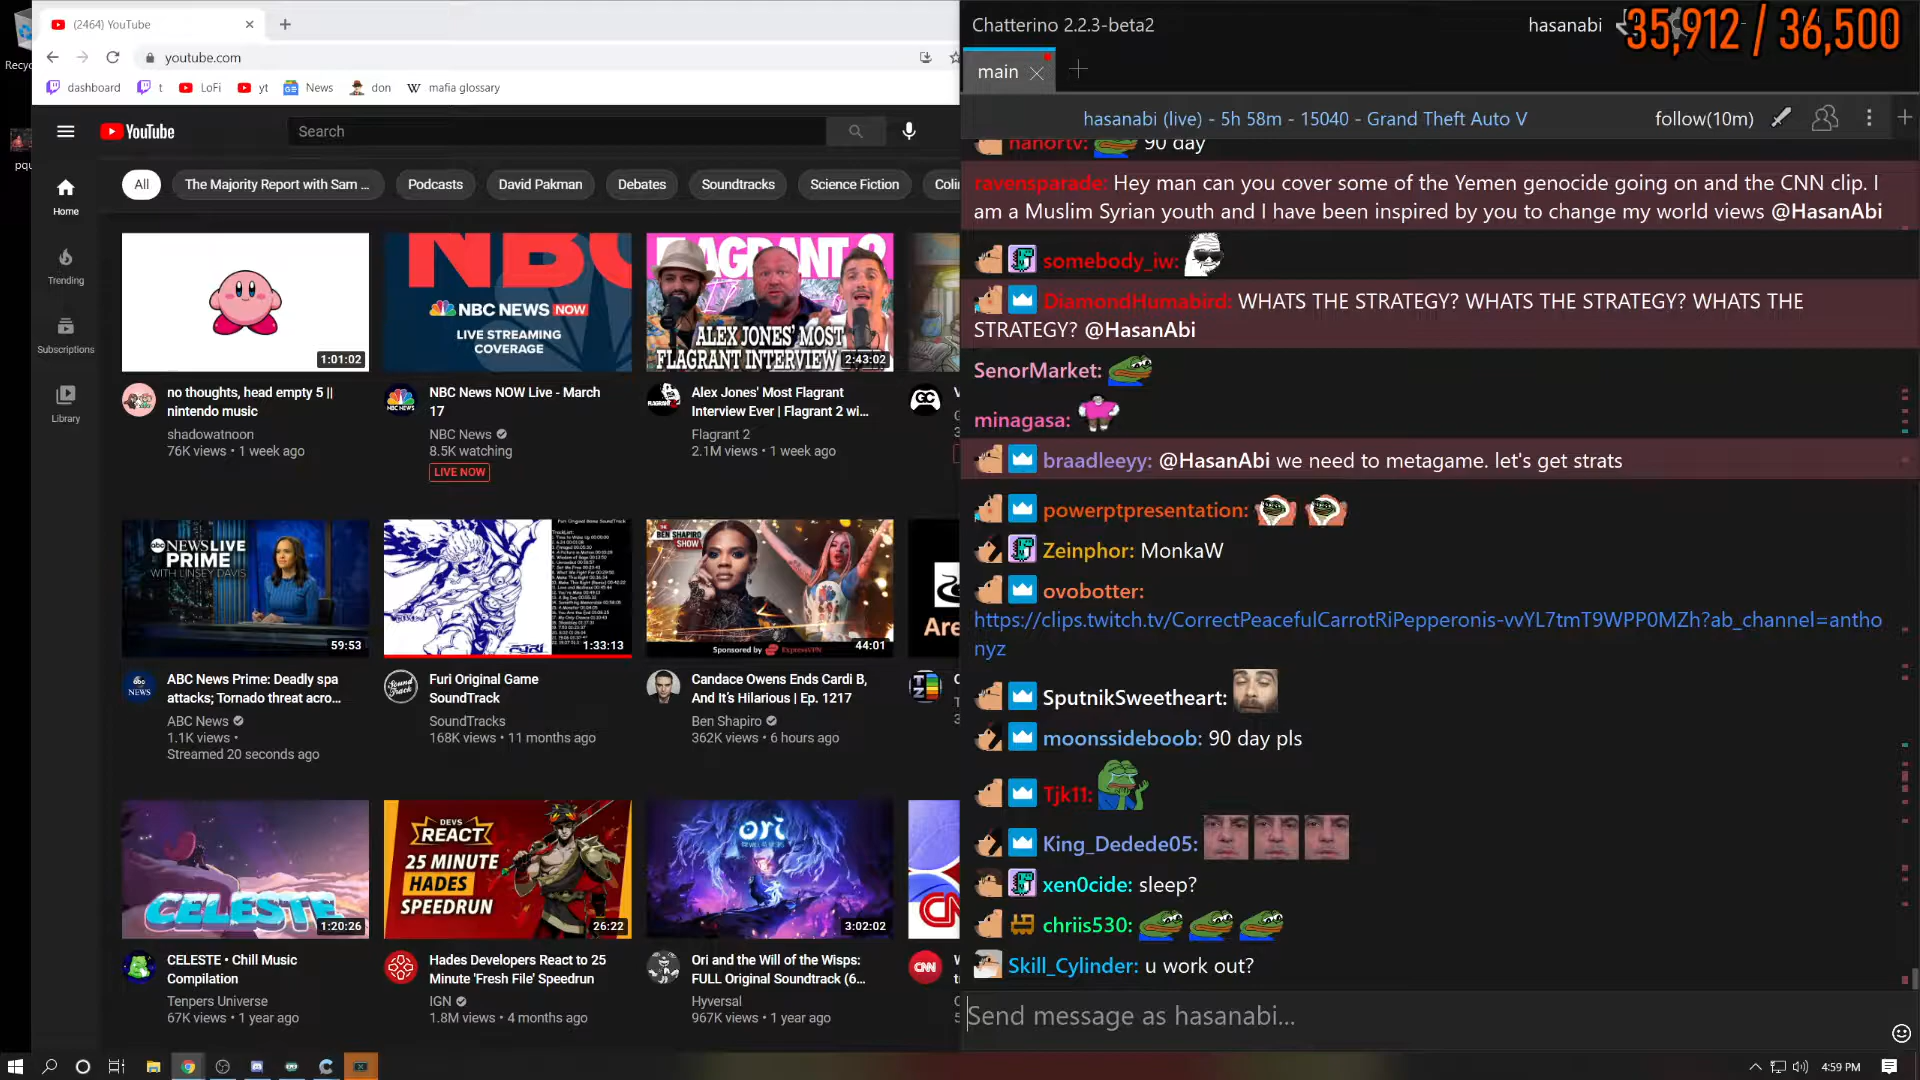 (2464) YouTube
youtube.com
dashboard
t
LoFi
yt
News
don
mafia glossary
YouTube
Search
All
The Majority Report with Sam ...
Podcasts
David Pakman
Debates
Soundtracks
Science Fiction
Home
Trending
Subscriptions
Library
1:01:02
no thoughts, head empty 5 ||
nintendo music
shadowatnoon
76K views • 1 week ago
NBC NEWS NOW
LIVE STREAMING
COVERAGE
NBC News NOW Live - March
17
NBC News
8.5K watching
LIVE NOW
FLAGRANT 2
ALEX JONES' MOST
FLAGRANT INTERVIEW
2:43:02
Alex Jones' Most Flagrant
Interview Ever | Flagrant 2 wi...
Flagrant 2
2.1M views • 1 week ago
abc NEWS LIVE
PRIME
WITH LINSEY DAVIS
59:53
ABC News Prime: Deadly spa
attacks; Tornado threat acro...
ABC News
1.1K views •
Streamed 20 seconds ago
FURI
1:33:13
Furi Original Game
SoundTrack
SoundTracks
168K views • 11 months ago
THE
BEN SHAPIRO
SHOW
Sponsored by ExpressVPN
44:01
Candace Owens Ends Cardi B,
And It's Hilarious | Ep. 1217
Ben Shapiro
362K views • 6 hours ago
CELESTE
1:20:26
CELESTE • Chill Music
Compilation
Tenpers Universe
67K views • 1 year ago
DEVS
REACT
25 MINUTE
HADES
SPEEDRUN
26:22
Hades Developers React to 25
Minute 'Fresh File' Speedrun
IGN
1.8M views • 4 months ago
ori
3:02:02
Ori and the Will of the Wisps:
FULL Original Soundtrack (6...
Hyversal
967K views • 1 year ago
CNN
Chatterino 2.2.3-beta2
hasanabi
35,912 / 36,500
main
hasanabi (live) - 5h 58m - 15040 - Grand Theft Auto V
follow(10m)
nanortv: 90 day
ravensparade: Hey man can you cover some of the Yemen genocide going on and the CNN clip. I
am a Muslim Syrian youth and I have been inspired by you to change my world views @HasanAbi
somebody_iw:
DiamondHumabird: WHATS THE STRATEGY? WHATS THE STRATEGY? WHATS THE
STRATEGY? @HasanAbi
SenorMarket:
minagasa:
braadleeyy: @HasanAbi we need to metagame. let's get strats
powerptpresentation:
Zeinphor: MonkaW
ovobotter:
https://clips.twitch.tv/CorrectPeacefulCarrotRiPepperonis-vvYL7tmT9WPP0MZh?ab_channel=antho
nyz
SputnikSweetheart:
moonssideboob: 90 day pls
Tjk11:
King_Dedede05:
xen0cide: sleep?
chriis530:
Skill_Cylinder: u work out?
Send message as hasanabi...
4:59 PM